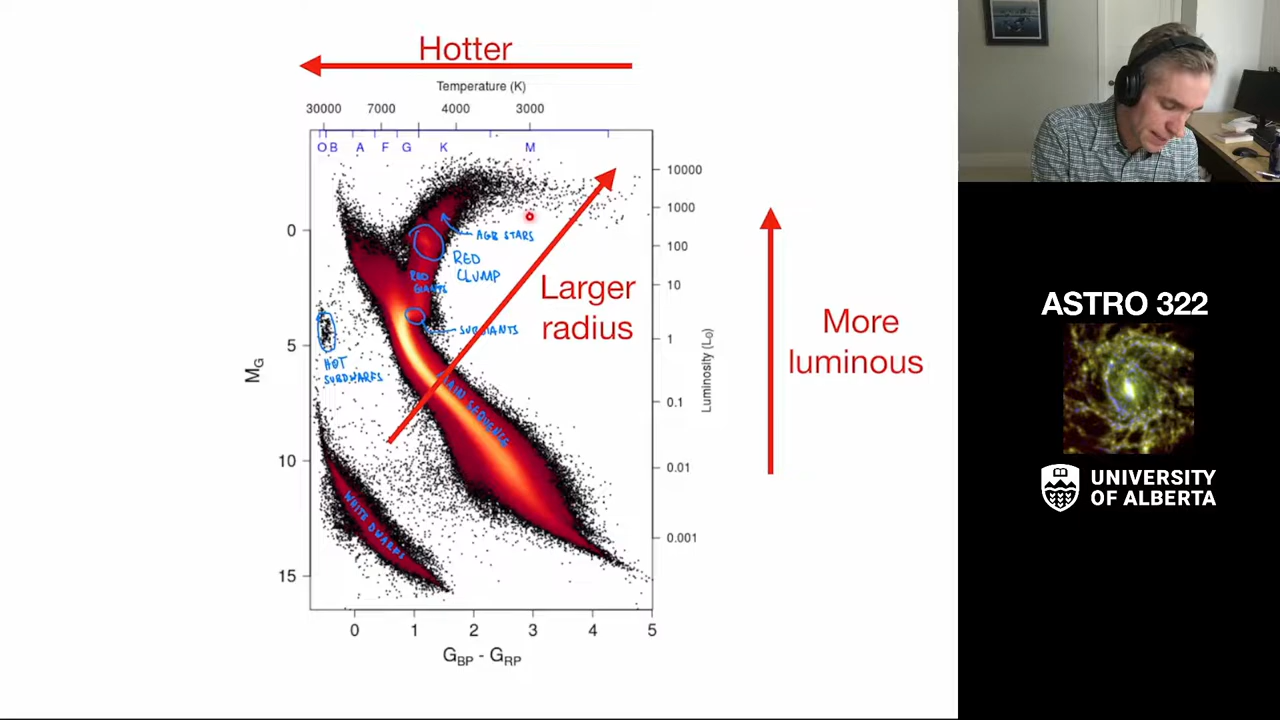 Hotter
Temperature (K)
30000 7000 4000 3000
O B A F G K M
10000
1000
0
100
AGB STARS
RED
CLUMP
RED
GIANTS
10
Larger
radius
SUBGIANTS
1
5
HOT
SUBDWARFS
M_G
Luminosity (L_⊙)
More
luminous
MAIN SEQUENCE
0.1
10
0.01
WHITE DWARFS
0.001
15
0 1 2 3 4 5
G_BP - G_RP
ASTRO 322
UNIVERSITY
OF ALBERTA